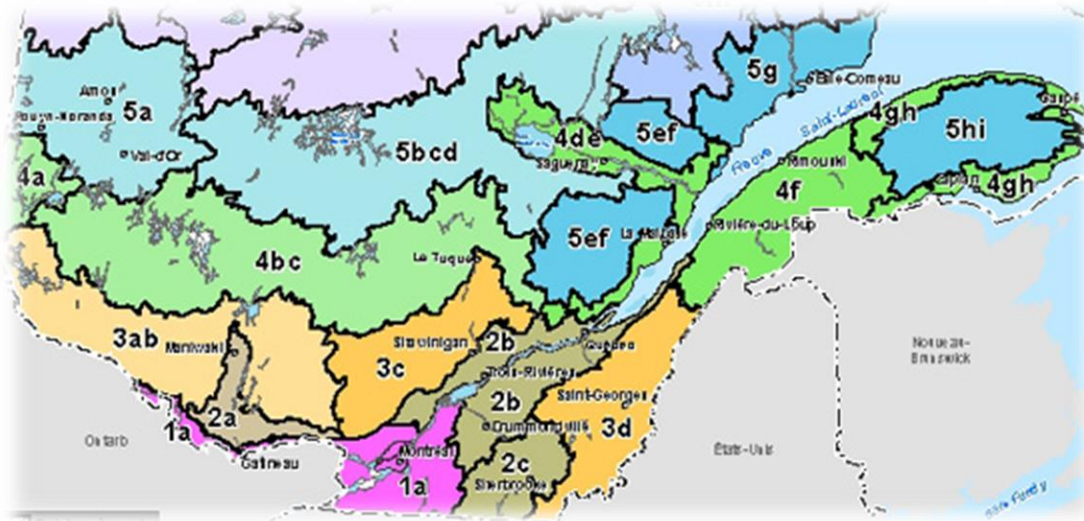 5g
Baie-Comeau
Amos
5a
Rouyn-Noranda
Val-d'Or
5bcd
4de
5ef
Saguenay
Fleuve
Saint-Laurent
4gh
5hi
Gaspé
Rimouski
4gh
4a
4f
5ef
La Malbaie
Rivière-du-Loup
4bc
La Tuque
3ab
Maniwaki
Shawinigan
2b
Québec
3c
Trois-Rivières
2b
Saint-Georges
3d
Nouveau-
Brunswick
2a
1a
Drummondville
Ontario
Gatineau
Montréal
1a
2c
Sherbrooke
États-Unis
Baie Fundy